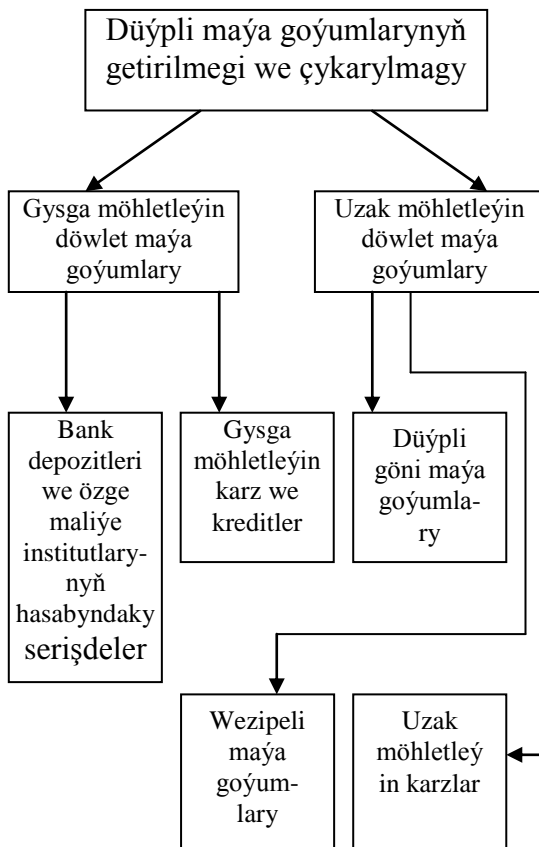 Düýpli maýa goýumlarynyň
getirilmegi we çykarylmagy
Gysga möhletleýin
döwlet maýa
goýumlary
Uzak möhletleýin
döwlet maýa
goýumlary
Bank
depozitleri
we özge
maliýe
institutlary-
nyň
hasabyndaky
serişdeler
Gysga
möhletleýin
karz we
kreditler
Düýpli
göni maýa
goýumla-
ry
Wezipeli
maýa
goýum-
lary
Uzak
möhletleý
in karzlar